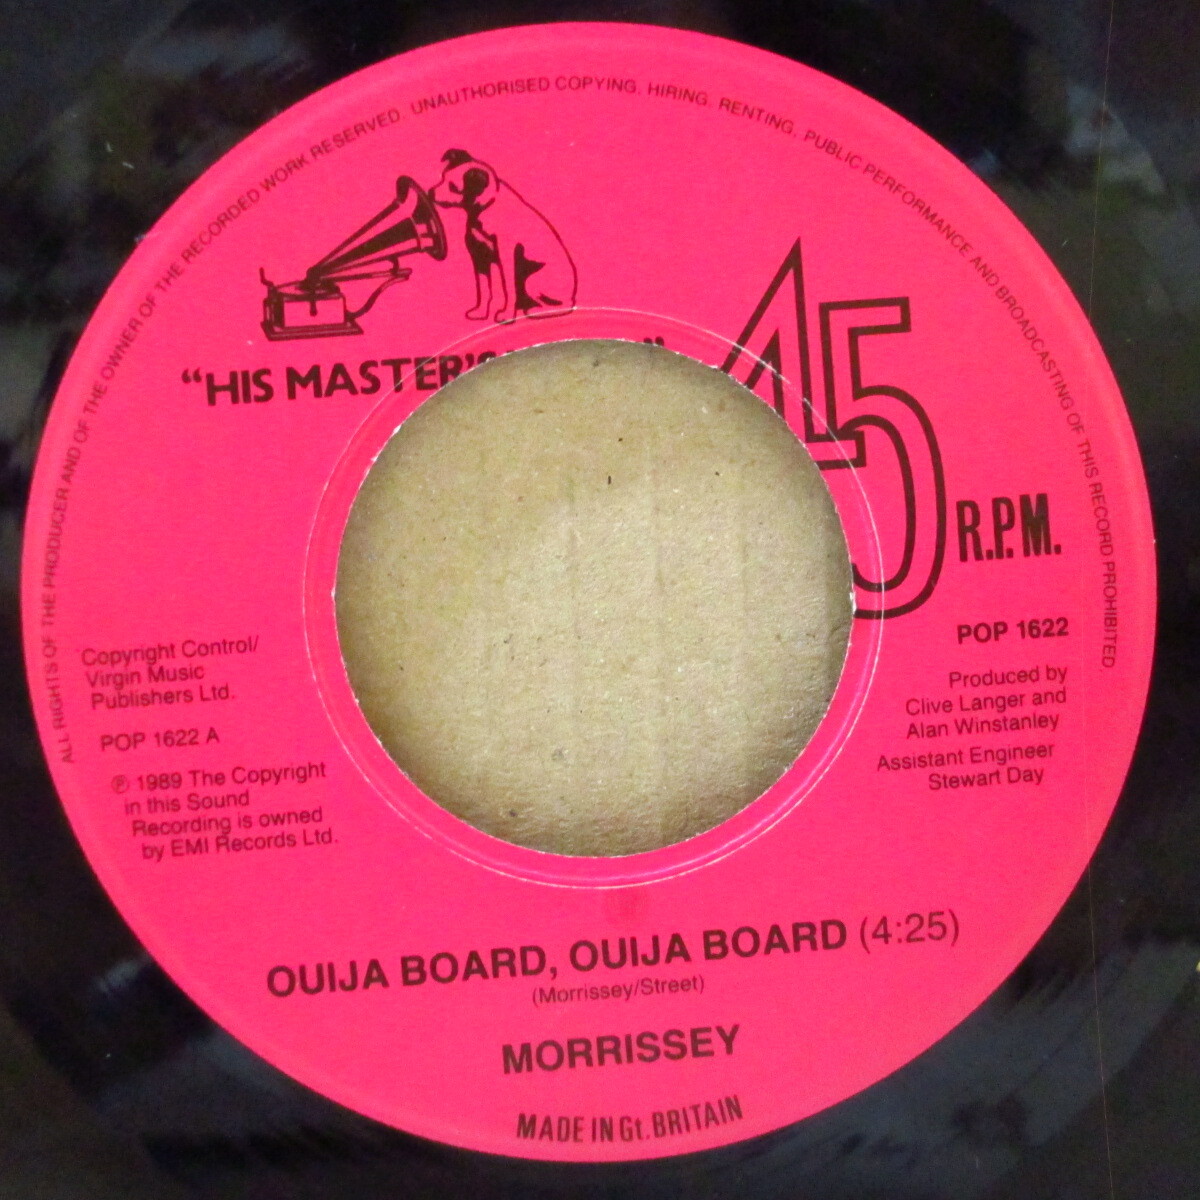 ALL RIGHTS OF THE PRODUCER AND OF THE OWNER OF THE RECORDED WORK RESERVED. UNAUTHORISED COPYING. HIRING. RENTING. PUBLIC PERFORMANCE AND BROADCASTING OF THIS RECORD PROHIBITED.
"HIS MASTER'S
45
R.P.M.
POP 1622
Produced by
Clive Langer and
Alan Winstanley
Assistant Engineer
Stewart Day
Copyright Control/
Virgin Music
Publishers Ltd.
POP 1622 A
℗ 1989 The Copyright
in this Sound
Recording is owned
by EMI Records Ltd.
OUIJA BOARD, OUIJA BOARD (4:25)
(Morrissey/Street)
MORRISSEY
MADE IN Gt. BRITAIN